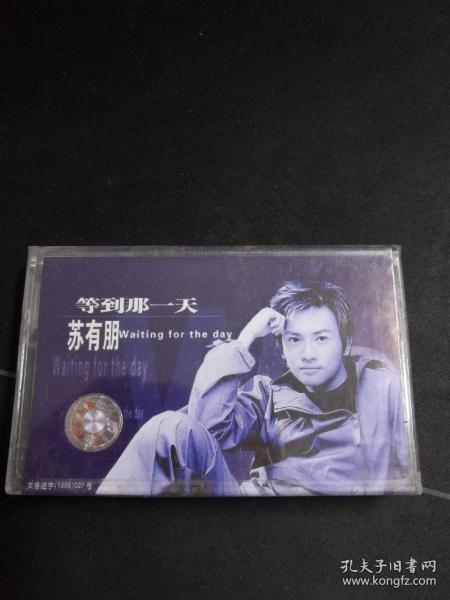 等到那一天
苏有朋Waiting for the day
Waiting for the day
the day
文音进字(1999)027号
孔夫子旧书网
www.kongfz.com